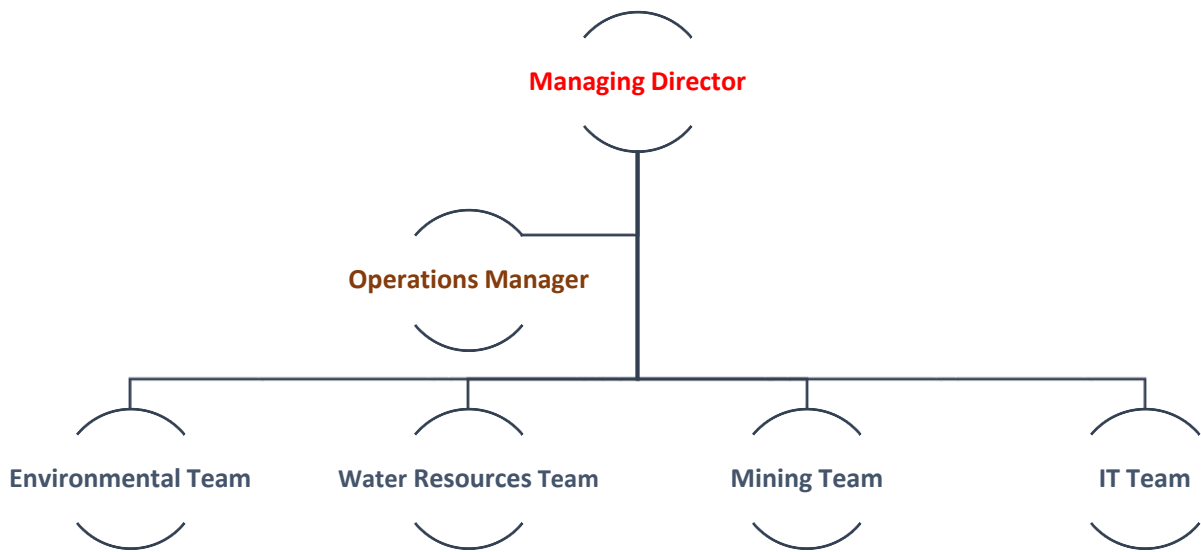 Managing Director
Operations Manager
Environmental Team
Water Resources Team
Mining Team
IT Team